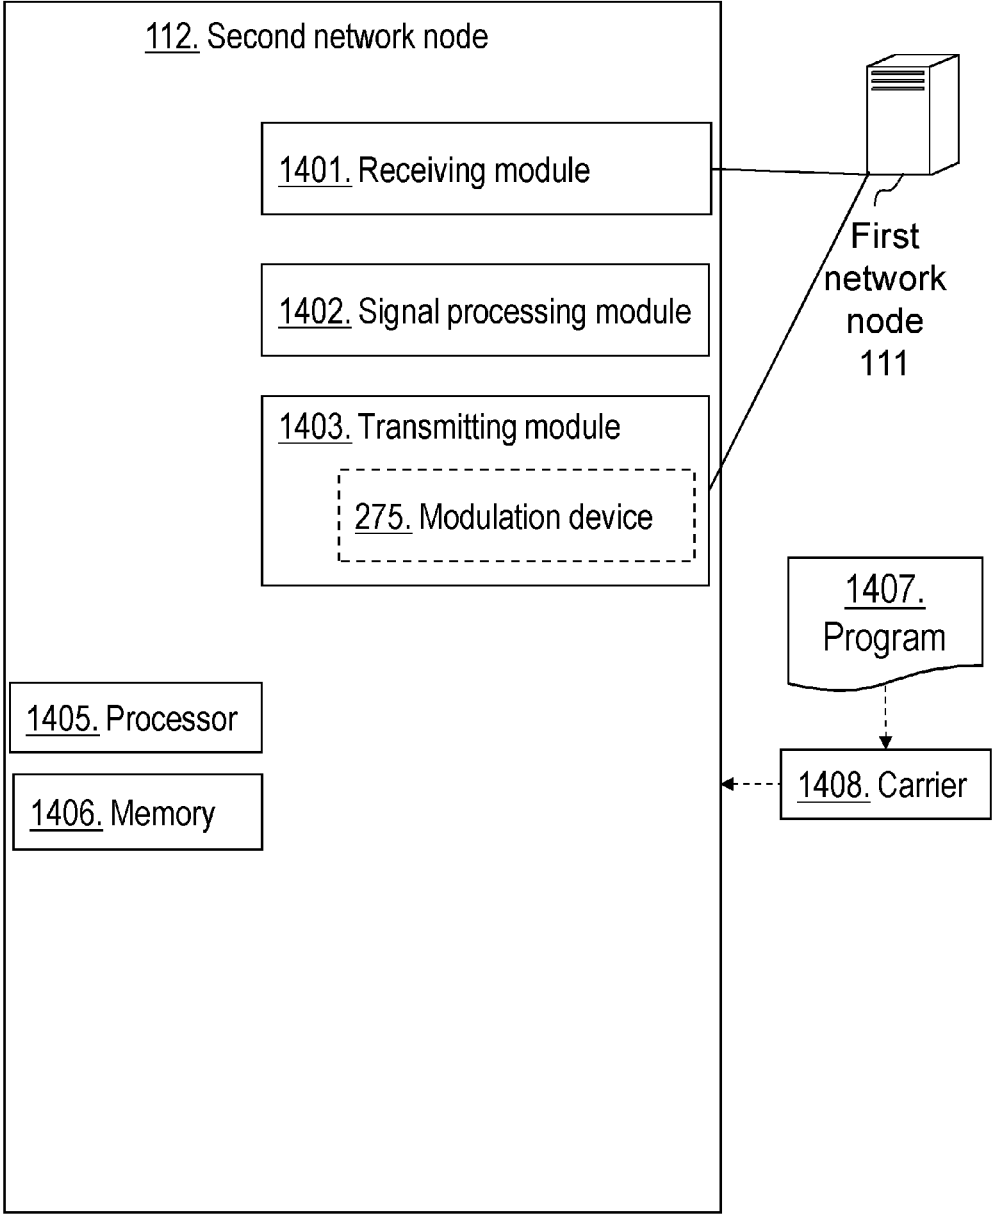 112. Second network node
1401. Receiving module
1402. Signal processing module
1403. Transmitting module
275. Modulation device
First
network
node
111
1407.
Program
1405. Processor
1408. Carrier
1406. Memory